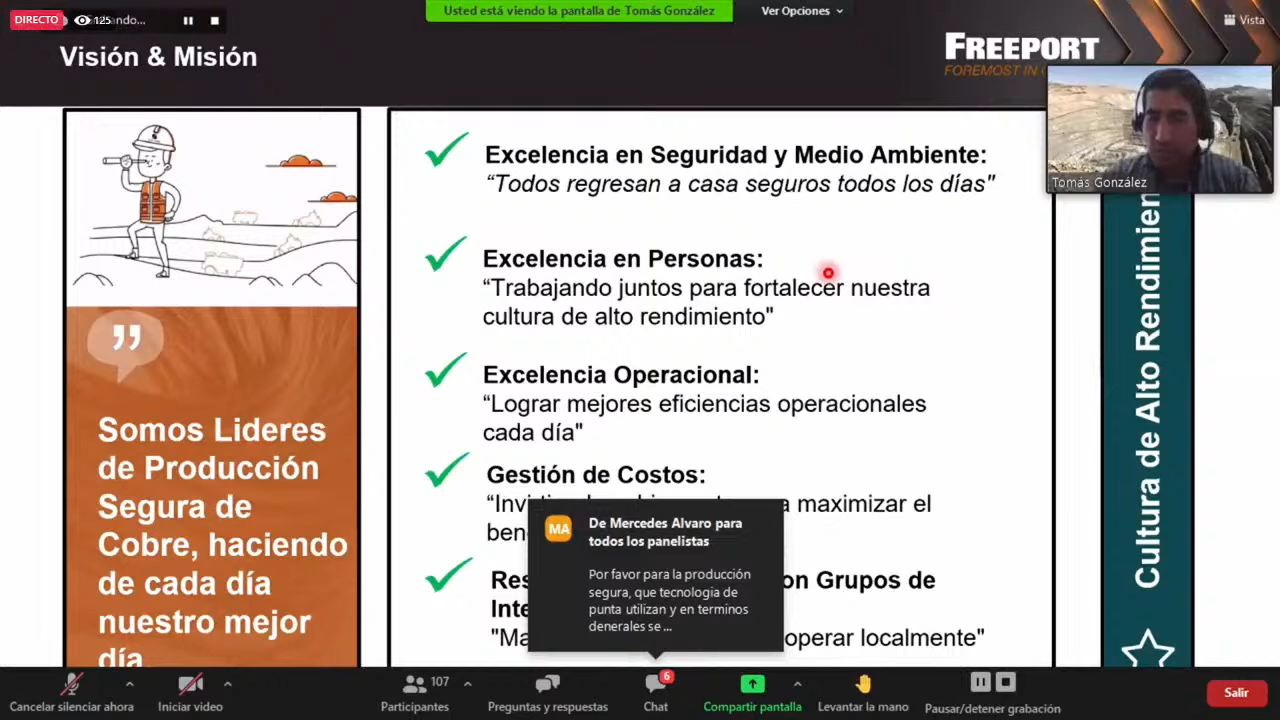 DIRECTO 125 ando...
Usted está viendo la pantalla de Tomás González
Ver Opciones
Vista
Visión & Misión
FREEPORT
FOREMOST IN
Tomás González
Excelencia en Seguridad y Medio Ambiente:
“Todos regresan a casa seguros todos los días"
Excelencia en Personas:
“Trabajando juntos para fortalecer nuestra
cultura de alto rendimiento"
Excelencia Operacional:
“Lograr mejores eficiencias operacionales
cada día"
Gestión de Costos:
maximizar el
on Grupos de
operar localmente"
”
Somos Lideres
de Producción
Segura de
Cobre, haciendo
de cada día
nuestro mejor
día
Cultura de Alto Rendimien
MA
De Mercedes Alvaro para
todos los panelistas
Por favor para la producción
segura, que tecnologia de
punta utilizan y en terminos
denerales se ...
Cancelar silenciar ahora
Iniciar video
107
Participantes
Preguntas y respuestas
6
Chat
Compartir pantalla
Levantar la mano
Pausar/detener grabación
Salir